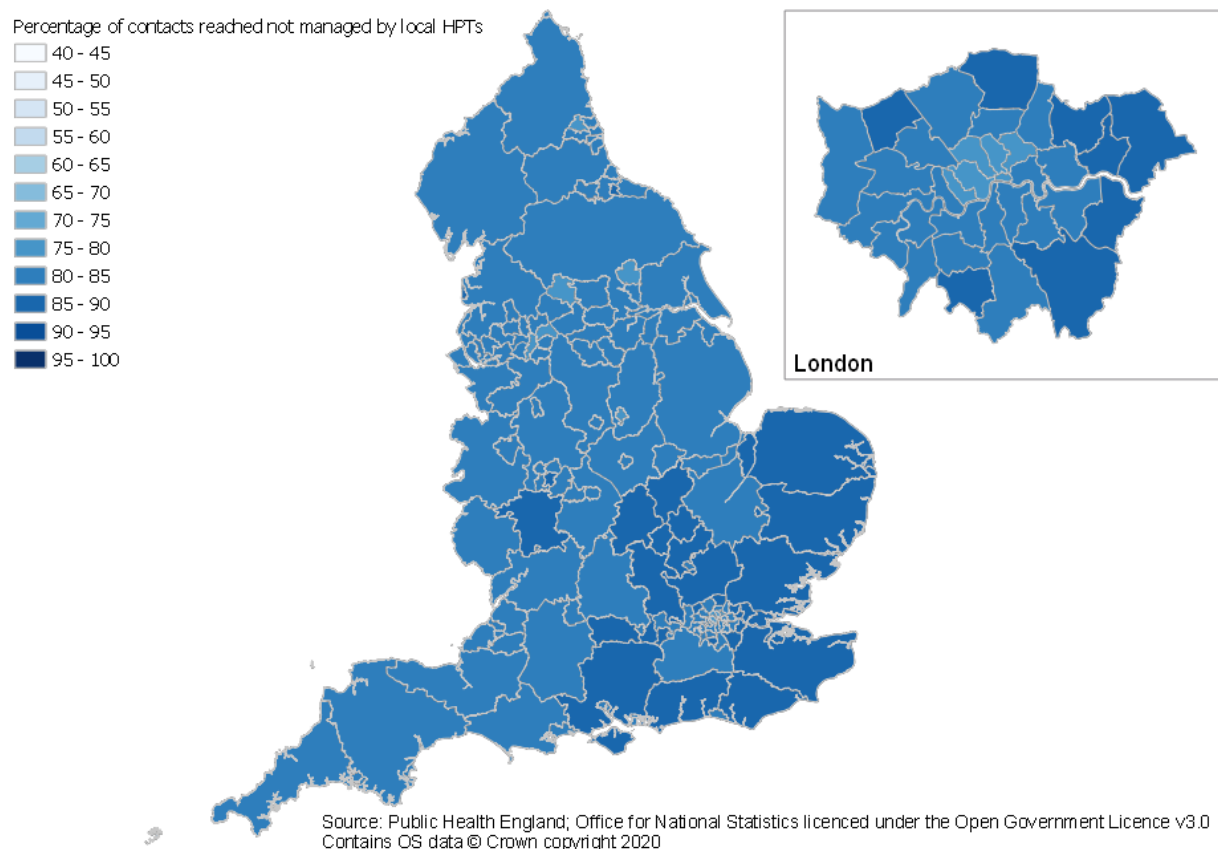 Percentage of contacts reached not managed by local HPTs
40 - 45
45 - 50
50 - 55
55 - 60
60 - 65
65 - 70
70 - 75
75 - 80
80 - 85
85 - 90
90 - 95
95 - 100
London
Source: Public Health England; Office for National Statistics licenced under the Open Government Licence v3.0
Contains OS data © Crown copyright 2020